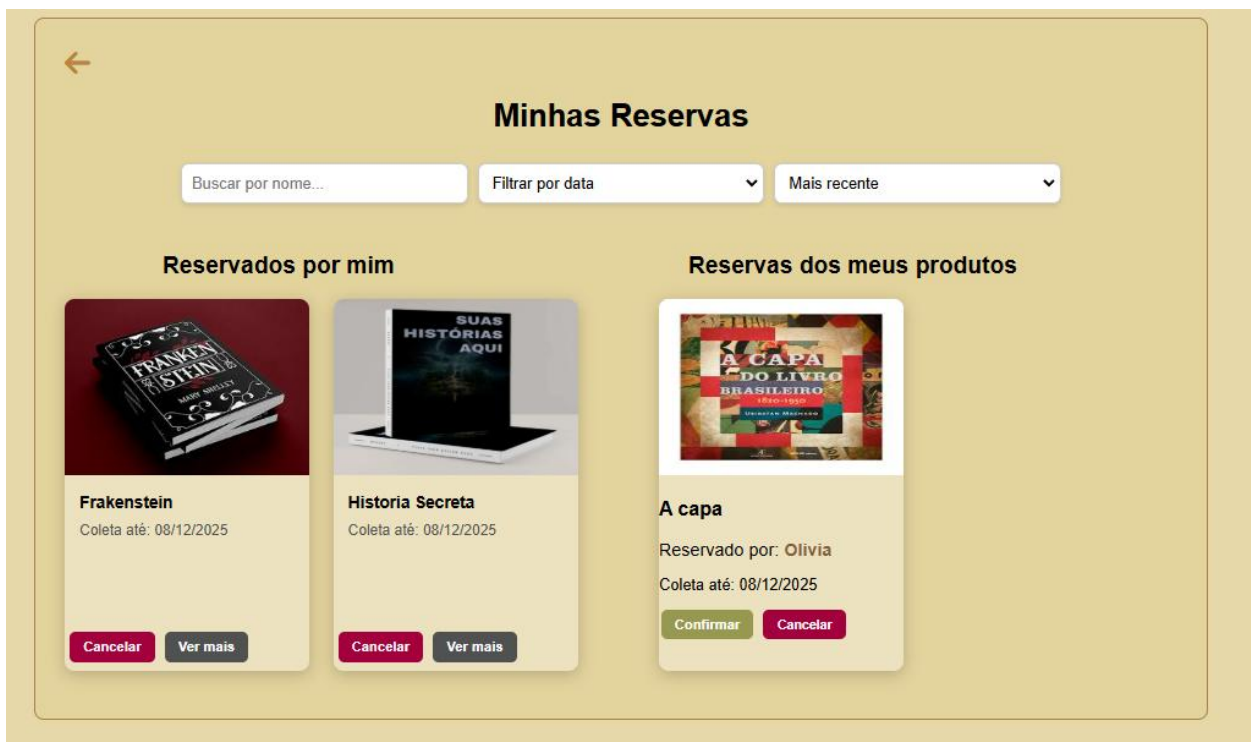 Minhas Reservas
Buscar por nome...
Filtrar por data
Mais recente
Reservados por mim
FRANKEN
STEIN
MARY SHELLEY
Frakenstein
Coleta até: 08/12/2025
Cancelar
Ver mais
SUAS
HISTÓRIAS
AQUI
Historia Secreta
Coleta até: 08/12/2025
Cancelar
Ver mais
Reservas dos meus produtos
A CAPA
DO LIVRO
BRASILEIRO
1820-1950
UBIRATAN MACHADO
A capa
Reservado por: Olivia
Coleta até: 08/12/2025
Confirmar
Cancelar